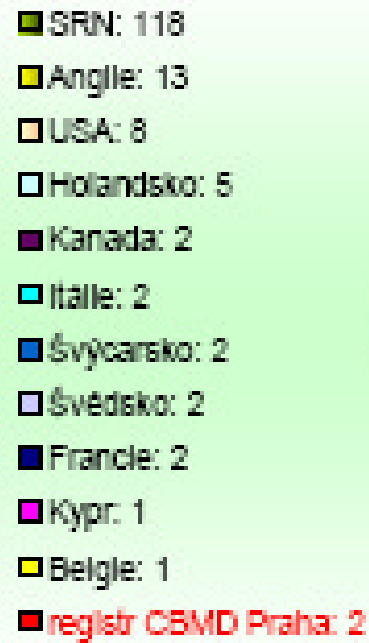 SRN: 118
Anglie: 13
USA: 8
Holandsko: 5
Kanada: 2
Itálie: 2
Švýcarsko: 2
Švédsko: 2
Francie: 2
Kypr: 1
Belgie: 1
registr CBMD Praha: 2